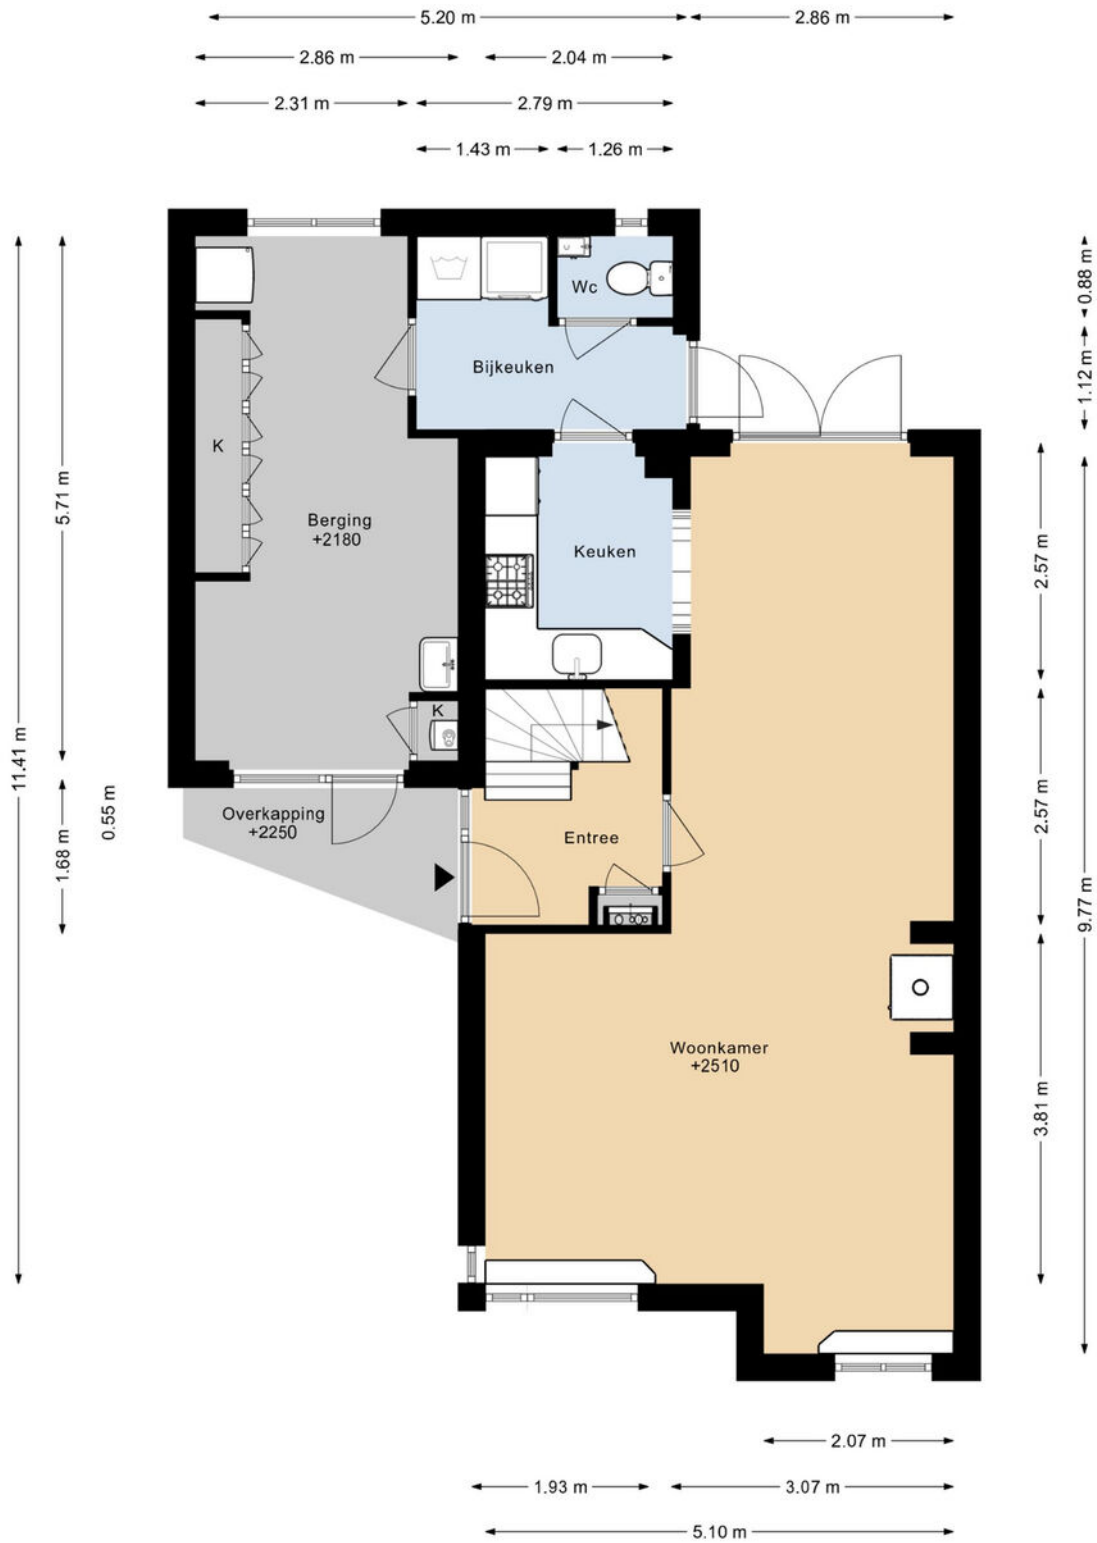 5.20 m
2.86 m
2.86 m
2.04 m
2.31 m
2.79 m
1.43 m
1.26 m
Wc
Bijkeuken
K
Berging
+2180
Keuken
K
Overkapping
+2250
Entree
Woonkamer
+2510
11.41 m
5.71 m
1.68 m
0.55 m
0.88 m
1.12 m
2.57 m
2.57 m
3.81 m
9.77 m
2.07 m
1.93 m
3.07 m
5.10 m